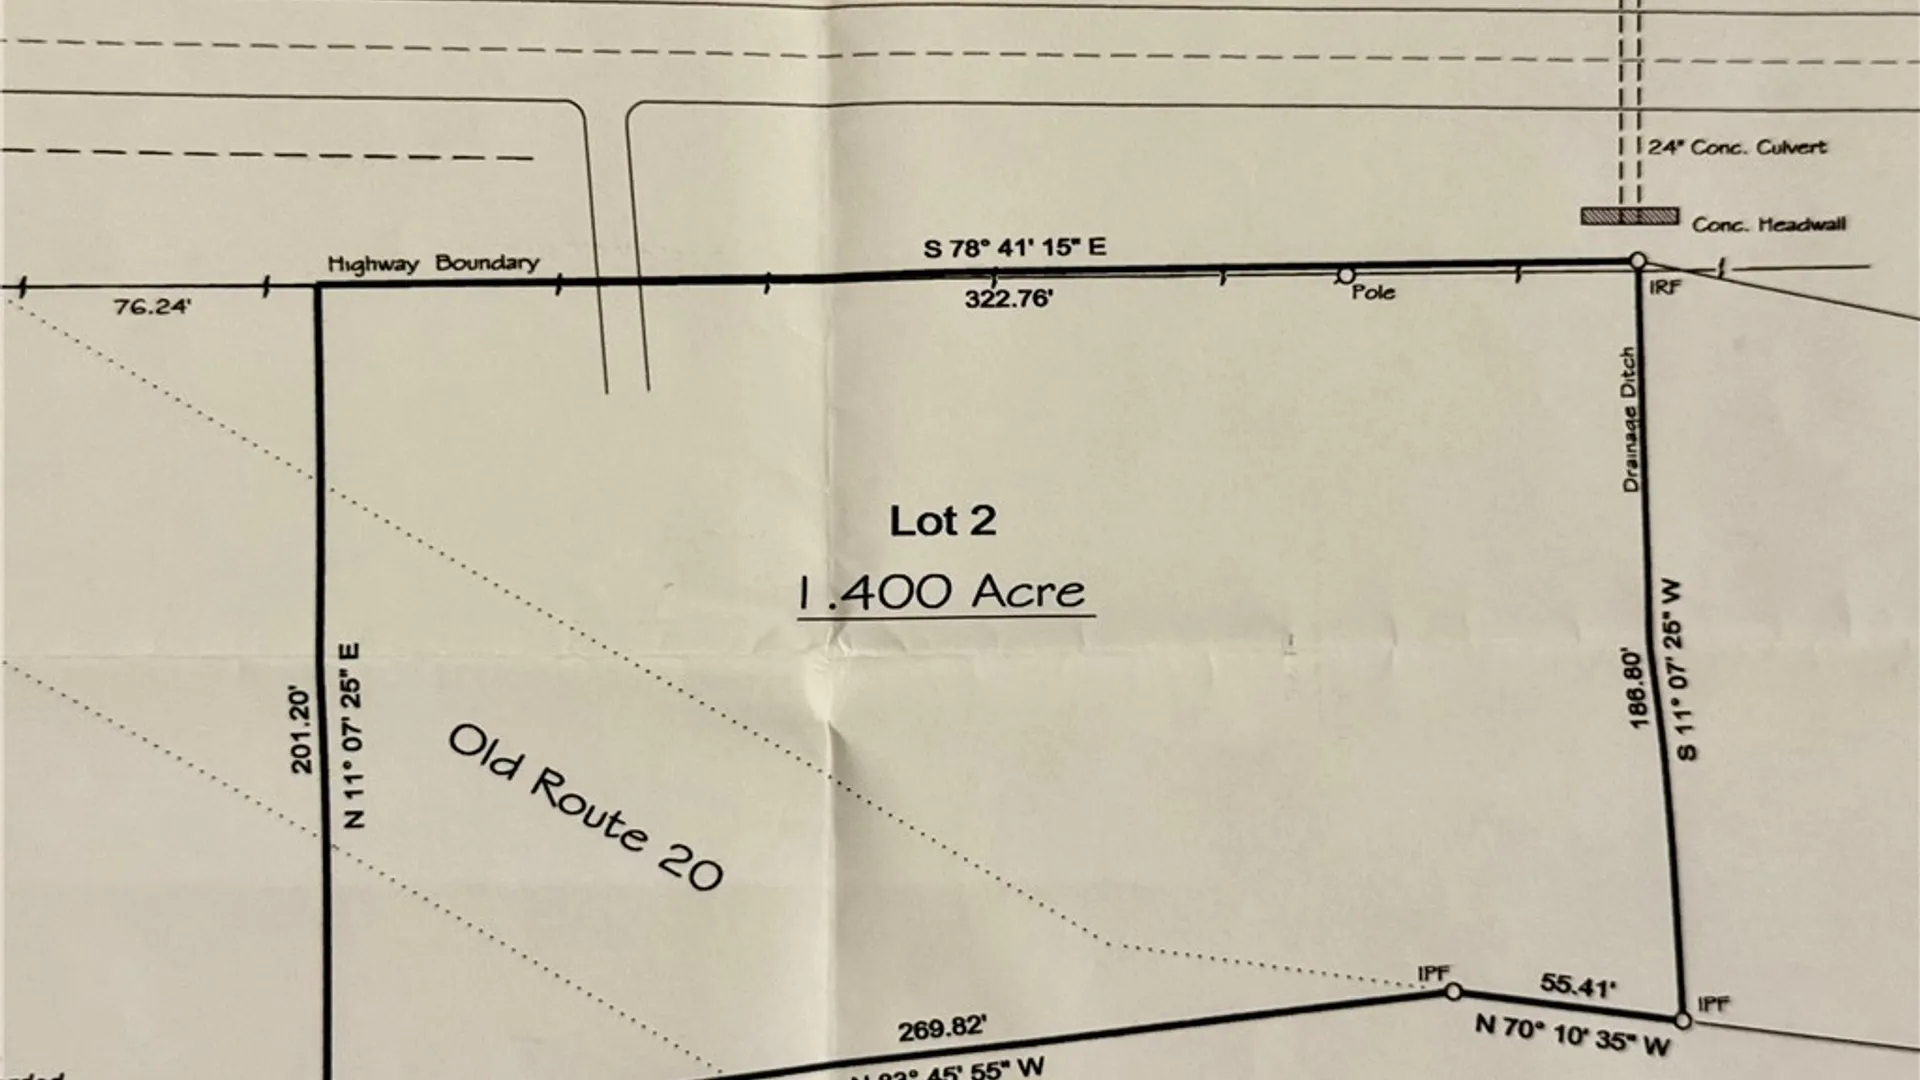 24" Conc. Culvert
Conc. Headwall
S 78° 41' 15" E
Highway Boundary
76.24'
322.76'
Pole
IRF
Drainage Ditch
Lot 2
1.400 Acre
201.20'
N 11° 07' 25" E
186.80'
S 11° 07' 25" W
Old Route 20
IPF
55.41'
IPF
269.82'
N 70° 10' 35" W
45' 55" W